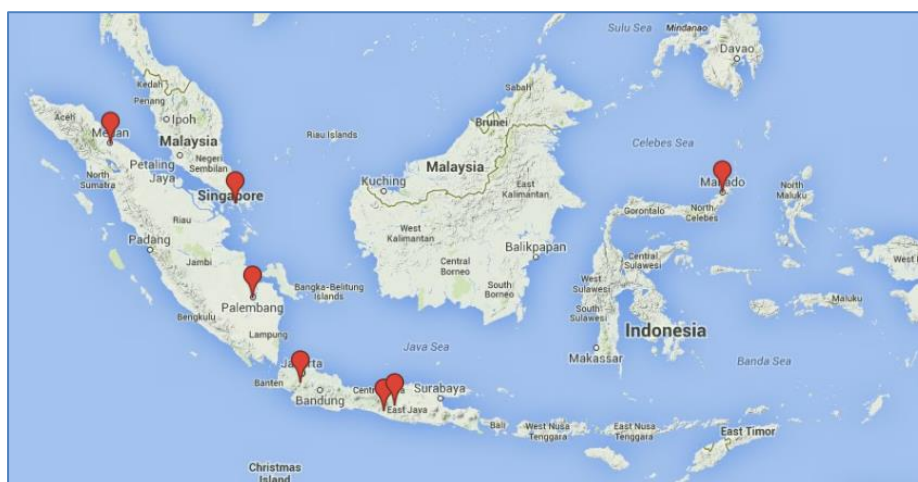 Sulu Sea
Mindanao
Davao
Kedah
Penang
Ipoh
Aceh
Medan
Malaysia
Riau Islands
Brunei
Sabah
Celebes Sea
Petaling
Jaya
Negeri
Sembilan
North
Sumatra
Singapore
Malaysia
Kuching
East
Kalimantan
Manado
North
Maluku
Gorontalo
North
Celebes
Riau
Padang
West
Kalimantan
Balikpapan
Central
Borneo
Central
Sulawesi
Jambi
West
Sulawesi
South
Borneo
Bangka-Belitung
Islands
Palembang
Bengkulu
South
Sulawesi
Maluku
Lampung
Indonesia
Java Sea
Makassar
Banda Sea
Jakarta
Banten
Bandung
Surabaya
East Java
Bali
West Nusa
Tenggara
East Nusa
Tenggara
East Timor
Christmas
Island